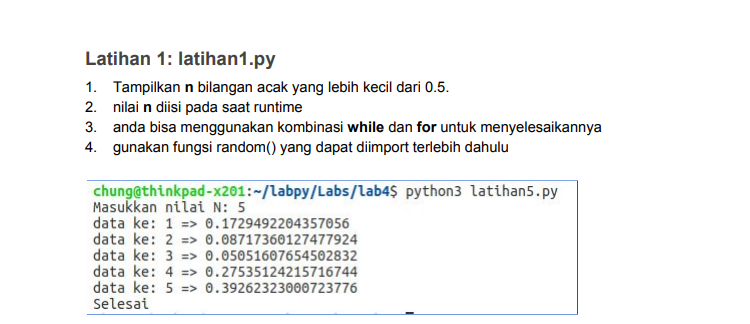 Latihan 1: latihan1.py
1. Tampilkan n bilangan acak yang lebih kecil dari 0.5.
2. nilai n diisi pada saat runtime
3. anda bisa menggunakan kombinasi while dan for untuk menyelesaikannya
4. gunakan fungsi random() yang dapat diimport terlebih dahulu
chung@thinkpad-x201:~/labpy/Labs/lab4$ python3 latihan5.py
Masukkan nilai N: 5
data ke: 1 => 0.1729492204357056
data ke: 2 => 0.08717360127477924
data ke: 3 => 0.05051607654502832
data ke: 4 => 0.27535124215716744
data ke: 5 => 0.39262323000723776
Selesai